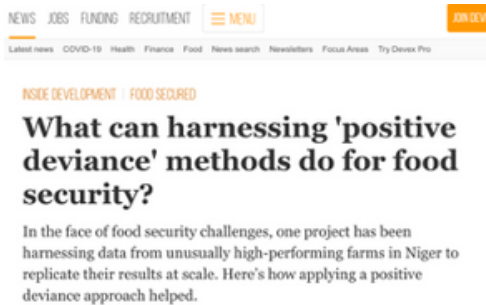 NEWS JOBS FUNDING RECRUITMENT MENU
Latest news COVID-19 Health Finance Food News search Newsletters Focus Areas Try Devex Pro
INSIDE DEVELOPMENT | FOOD SECURED
What can harnessing 'positive
deviance' methods do for food
security?
In the face of food security challenges, one project has been
harnessing data from unusually high-performing farms in Niger to
replicate their results at scale. Here's how applying a positive
deviance approach helped.